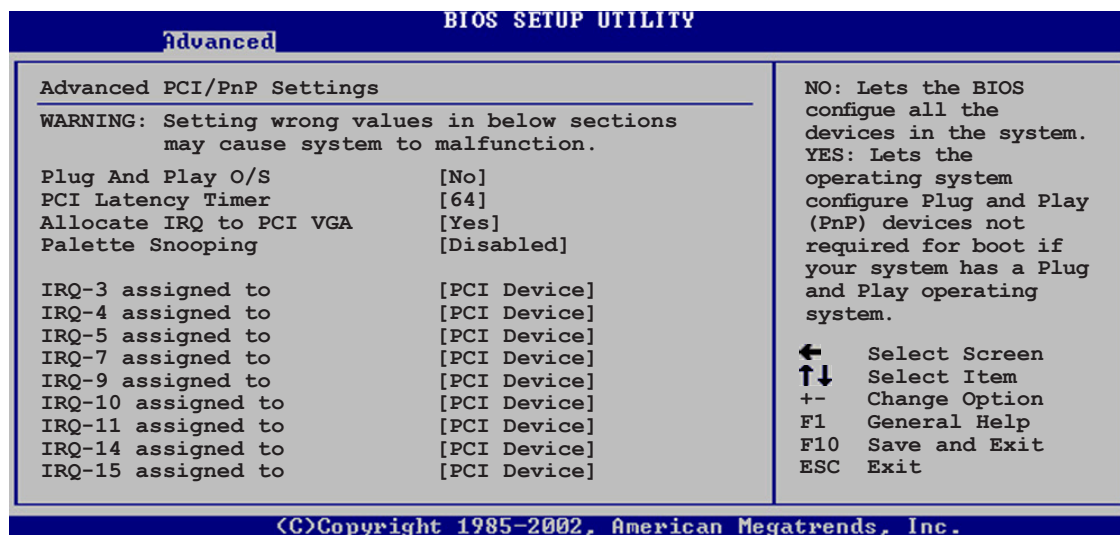 BIOS SETUP UTILITY
Advanced
Advanced PCI/PnP Settings
WARNING: Setting wrong values in below sections
may cause system to malfunction.
Plug And Play O/S [No]
PCI Latency Timer [64]
Allocate IRQ to PCI VGA [Yes]
Palette Snooping [Disabled]
IRQ-3 assigned to [PCI Device]
IRQ-4 assigned to [PCI Device]
IRQ-5 assigned to [PCI Device]
IRQ-7 assigned to [PCI Device]
IRQ-9 assigned to [PCI Device]
IRQ-10 assigned to [PCI Device]
IRQ-11 assigned to [PCI Device]
IRQ-14 assigned to [PCI Device]
IRQ-15 assigned to [PCI Device]
NO: Lets the BIOS
configue all the
devices in the system.
YES: Lets the
operating system
configure Plug and Play
(PnP) devices not
required for boot if
your system has a Plug
and Play operating
system.
← Select Screen
↑↓ Select Item
+- Change Option
F1 General Help
F10 Save and Exit
ESC Exit
(C)Copyright 1985-2002, American Megatrends, Inc.